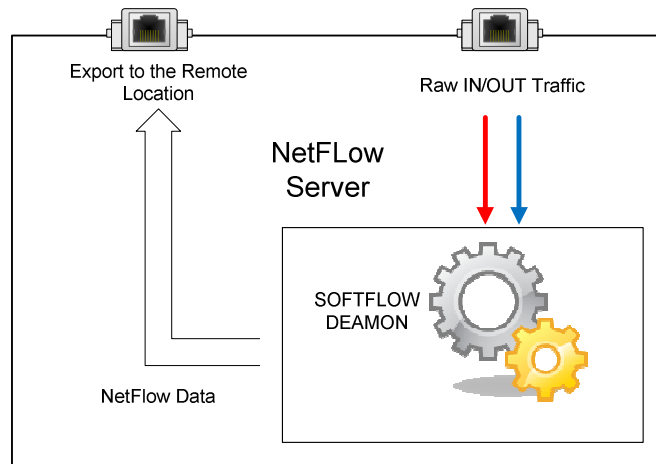 Export to the Remote
Location
Raw IN/OUT Traffic
NetFLow
Server
SOFTFLOW
DEAMON
NetFlow Data